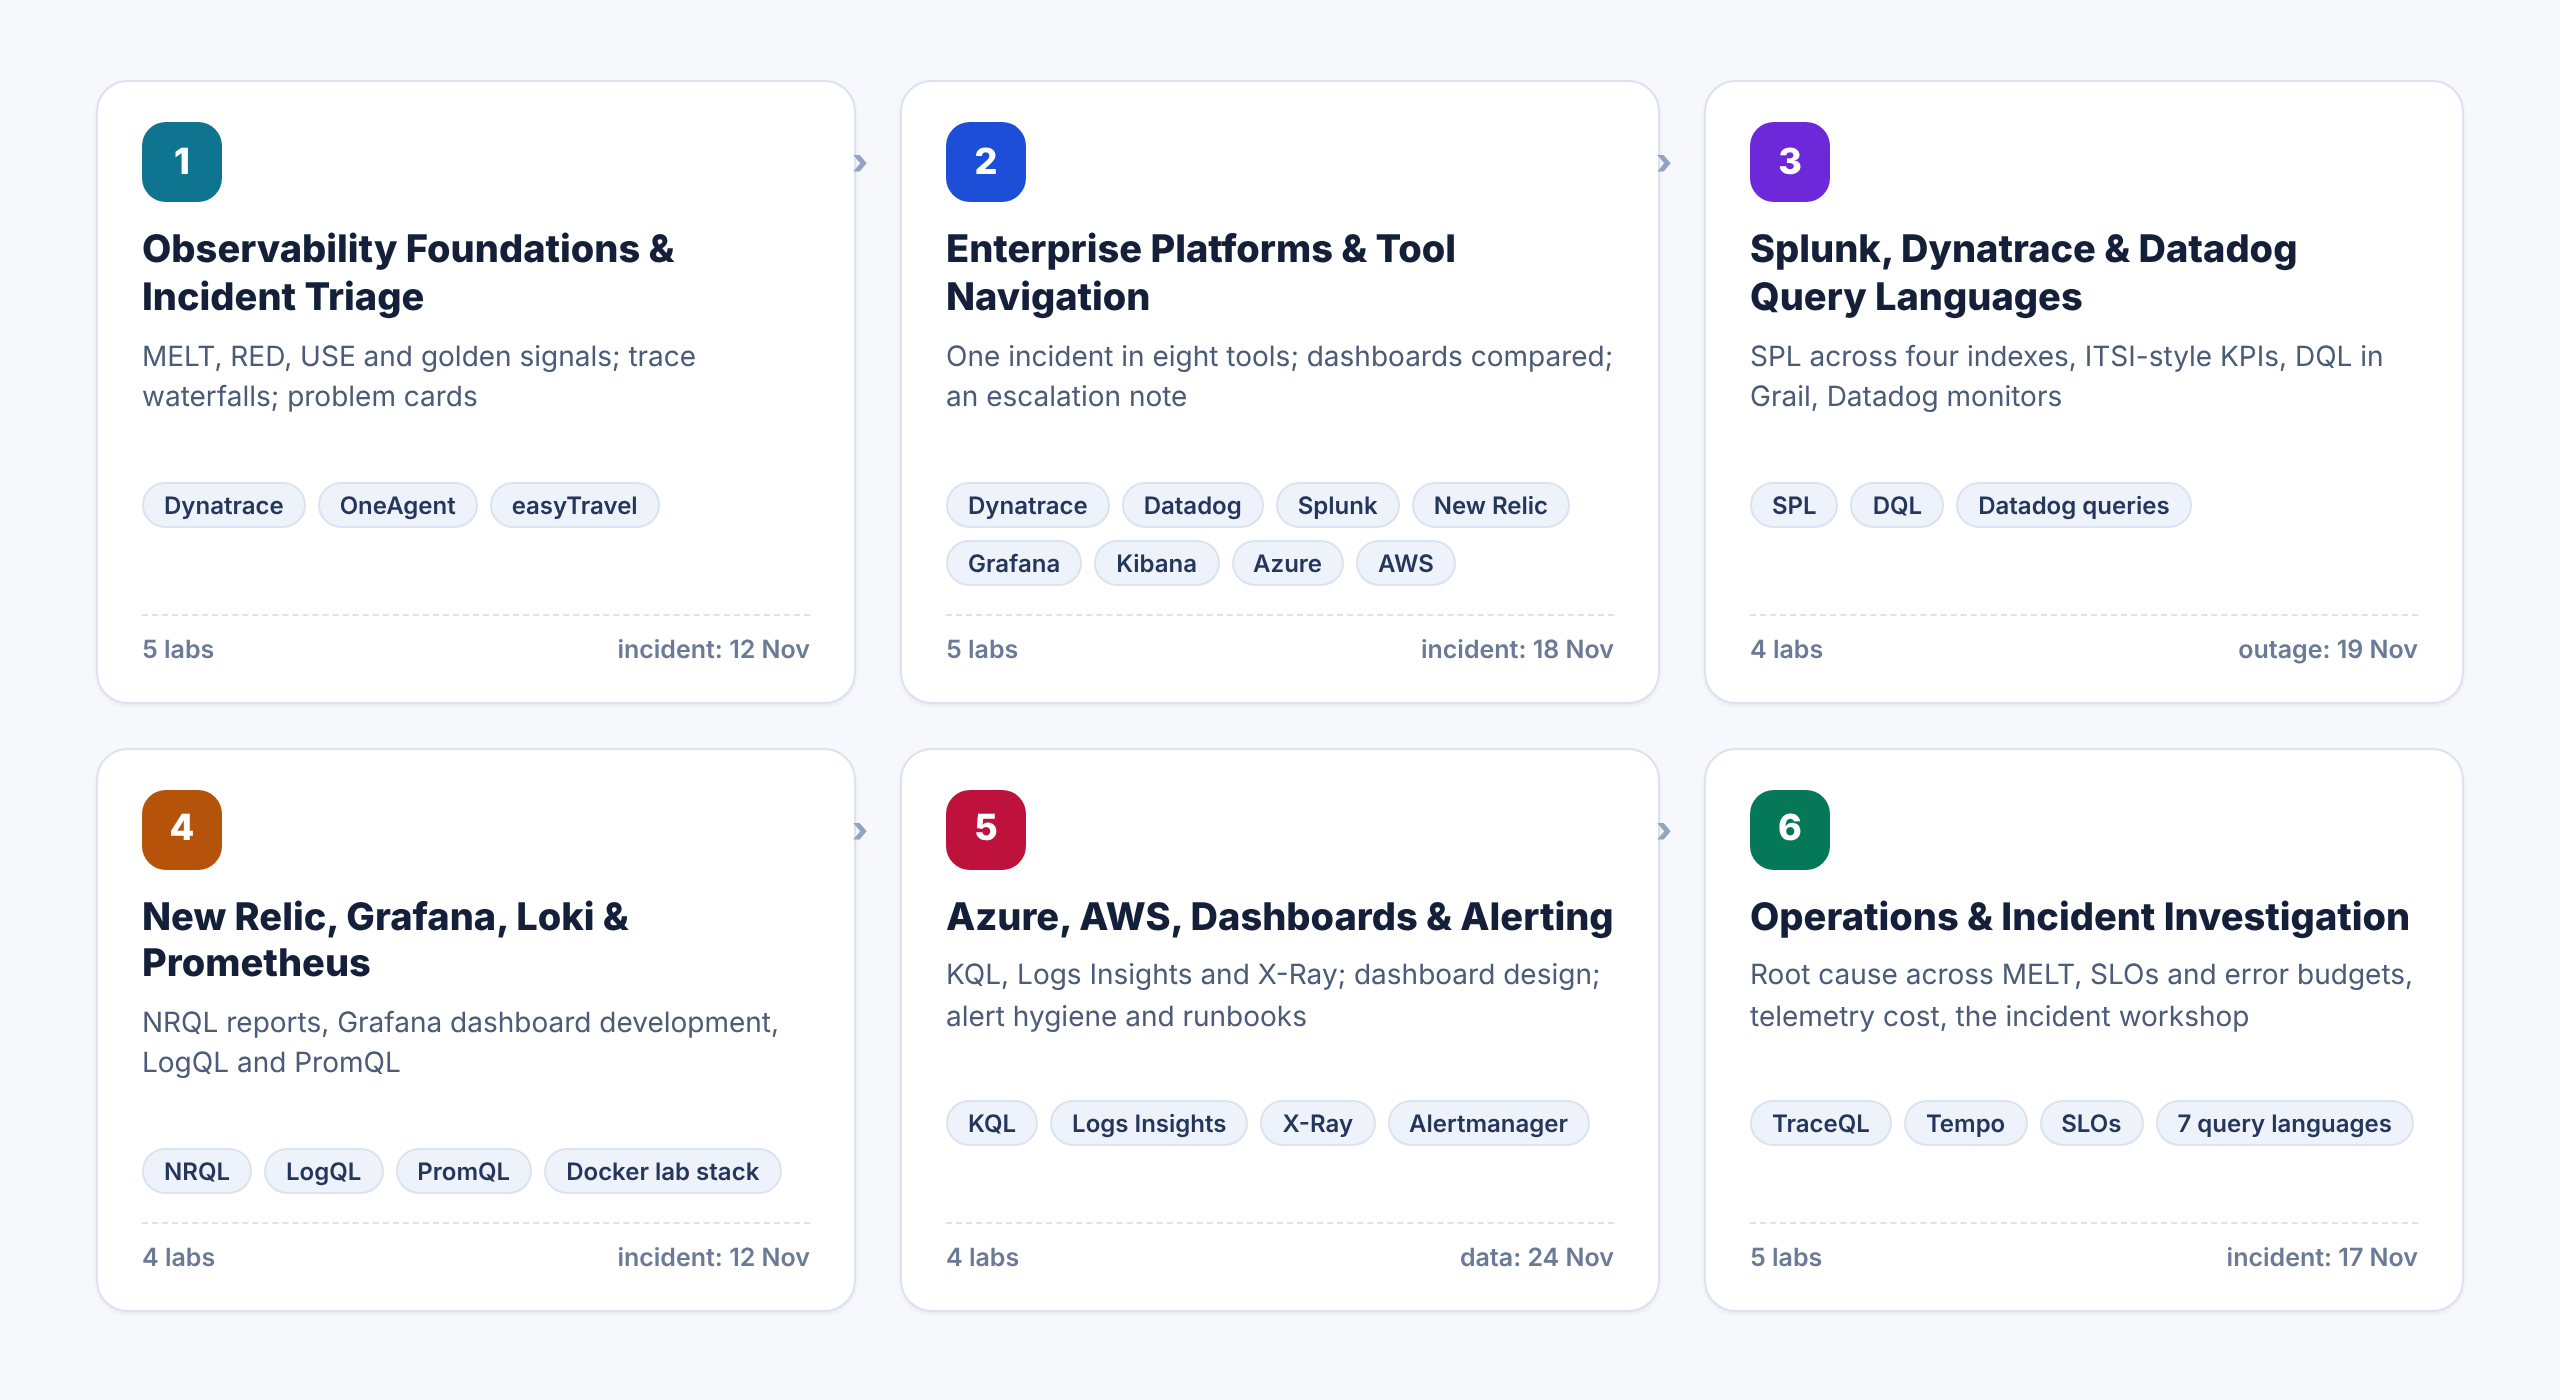 1
›
Observability Foundations &
Incident Triage
MELT, RED, USE and golden signals; trace
waterfalls; problem cards
Dynatrace OneAgent easyTravel
5 labs incident: 12 Nov
2
›
Enterprise Platforms & Tool
Navigation
One incident in eight tools; dashboards compared;
an escalation note
Dynatrace Datadog Splunk New Relic
Grafana Kibana Azure AWS
5 labs incident: 18 Nov
3
Splunk, Dynatrace & Datadog
Query Languages
SPL across four indexes, ITSI-style KPIs, DQL in
Grail, Datadog monitors
SPL DQL Datadog queries
4 labs outage: 19 Nov
4
›
New Relic, Grafana, Loki &
Prometheus
NRQL reports, Grafana dashboard development,
LogQL and PromQL
NRQL LogQL PromQL Docker lab stack
4 labs incident: 12 Nov
5
›
Azure, AWS, Dashboards & Alerting
KQL, Logs Insights and X-Ray; dashboard design;
alert hygiene and runbooks
KQL Logs Insights X-Ray Alertmanager
4 labs data: 24 Nov
6
Operations & Incident Investigation
Root cause across MELT, SLOs and error budgets,
telemetry cost, the incident workshop
TraceQL Tempo SLOs 7 query languages
5 labs incident: 17 Nov